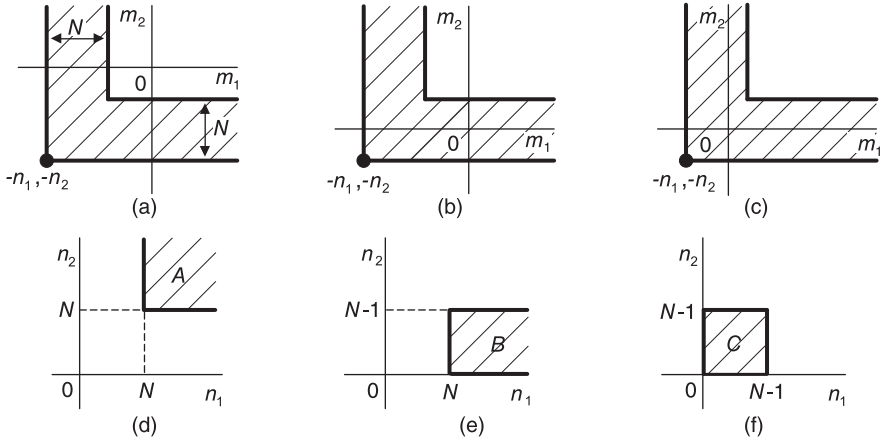 N m2
0 m1
N
-n1,-n2
(a)
m2
0 m1
-n1,-n2
(b)
m2
0 m1
-n1,-n2
(c)
n2
A
N
0 N n1
(d)
n2
N-1
B
0 N n1
(e)
n2
N-1
C
0 N-1 n1
(f)